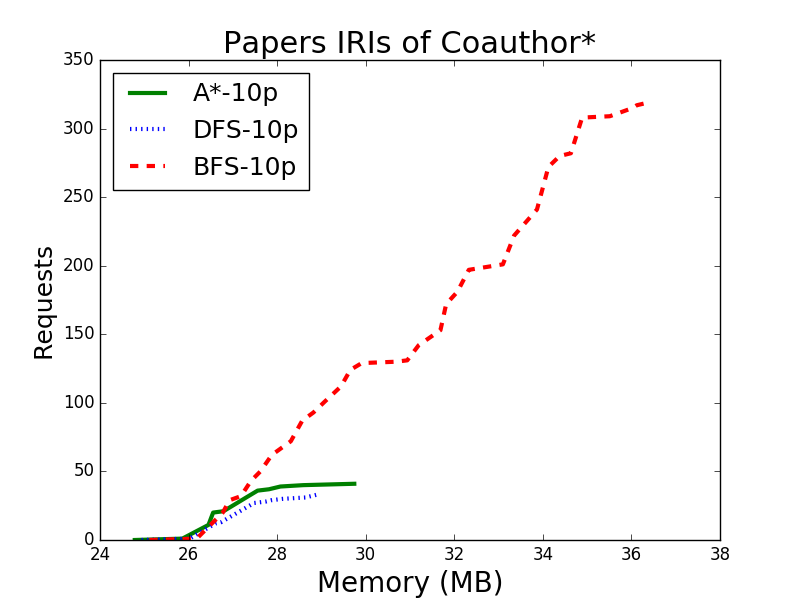 Papers IRIs of Coauthor*
A*-10p
DFS-10p
BFS-10p
Requests
350
300
250
200
150
100
50
0
24 26 28 30 32 34 36 38
Memory (MB)